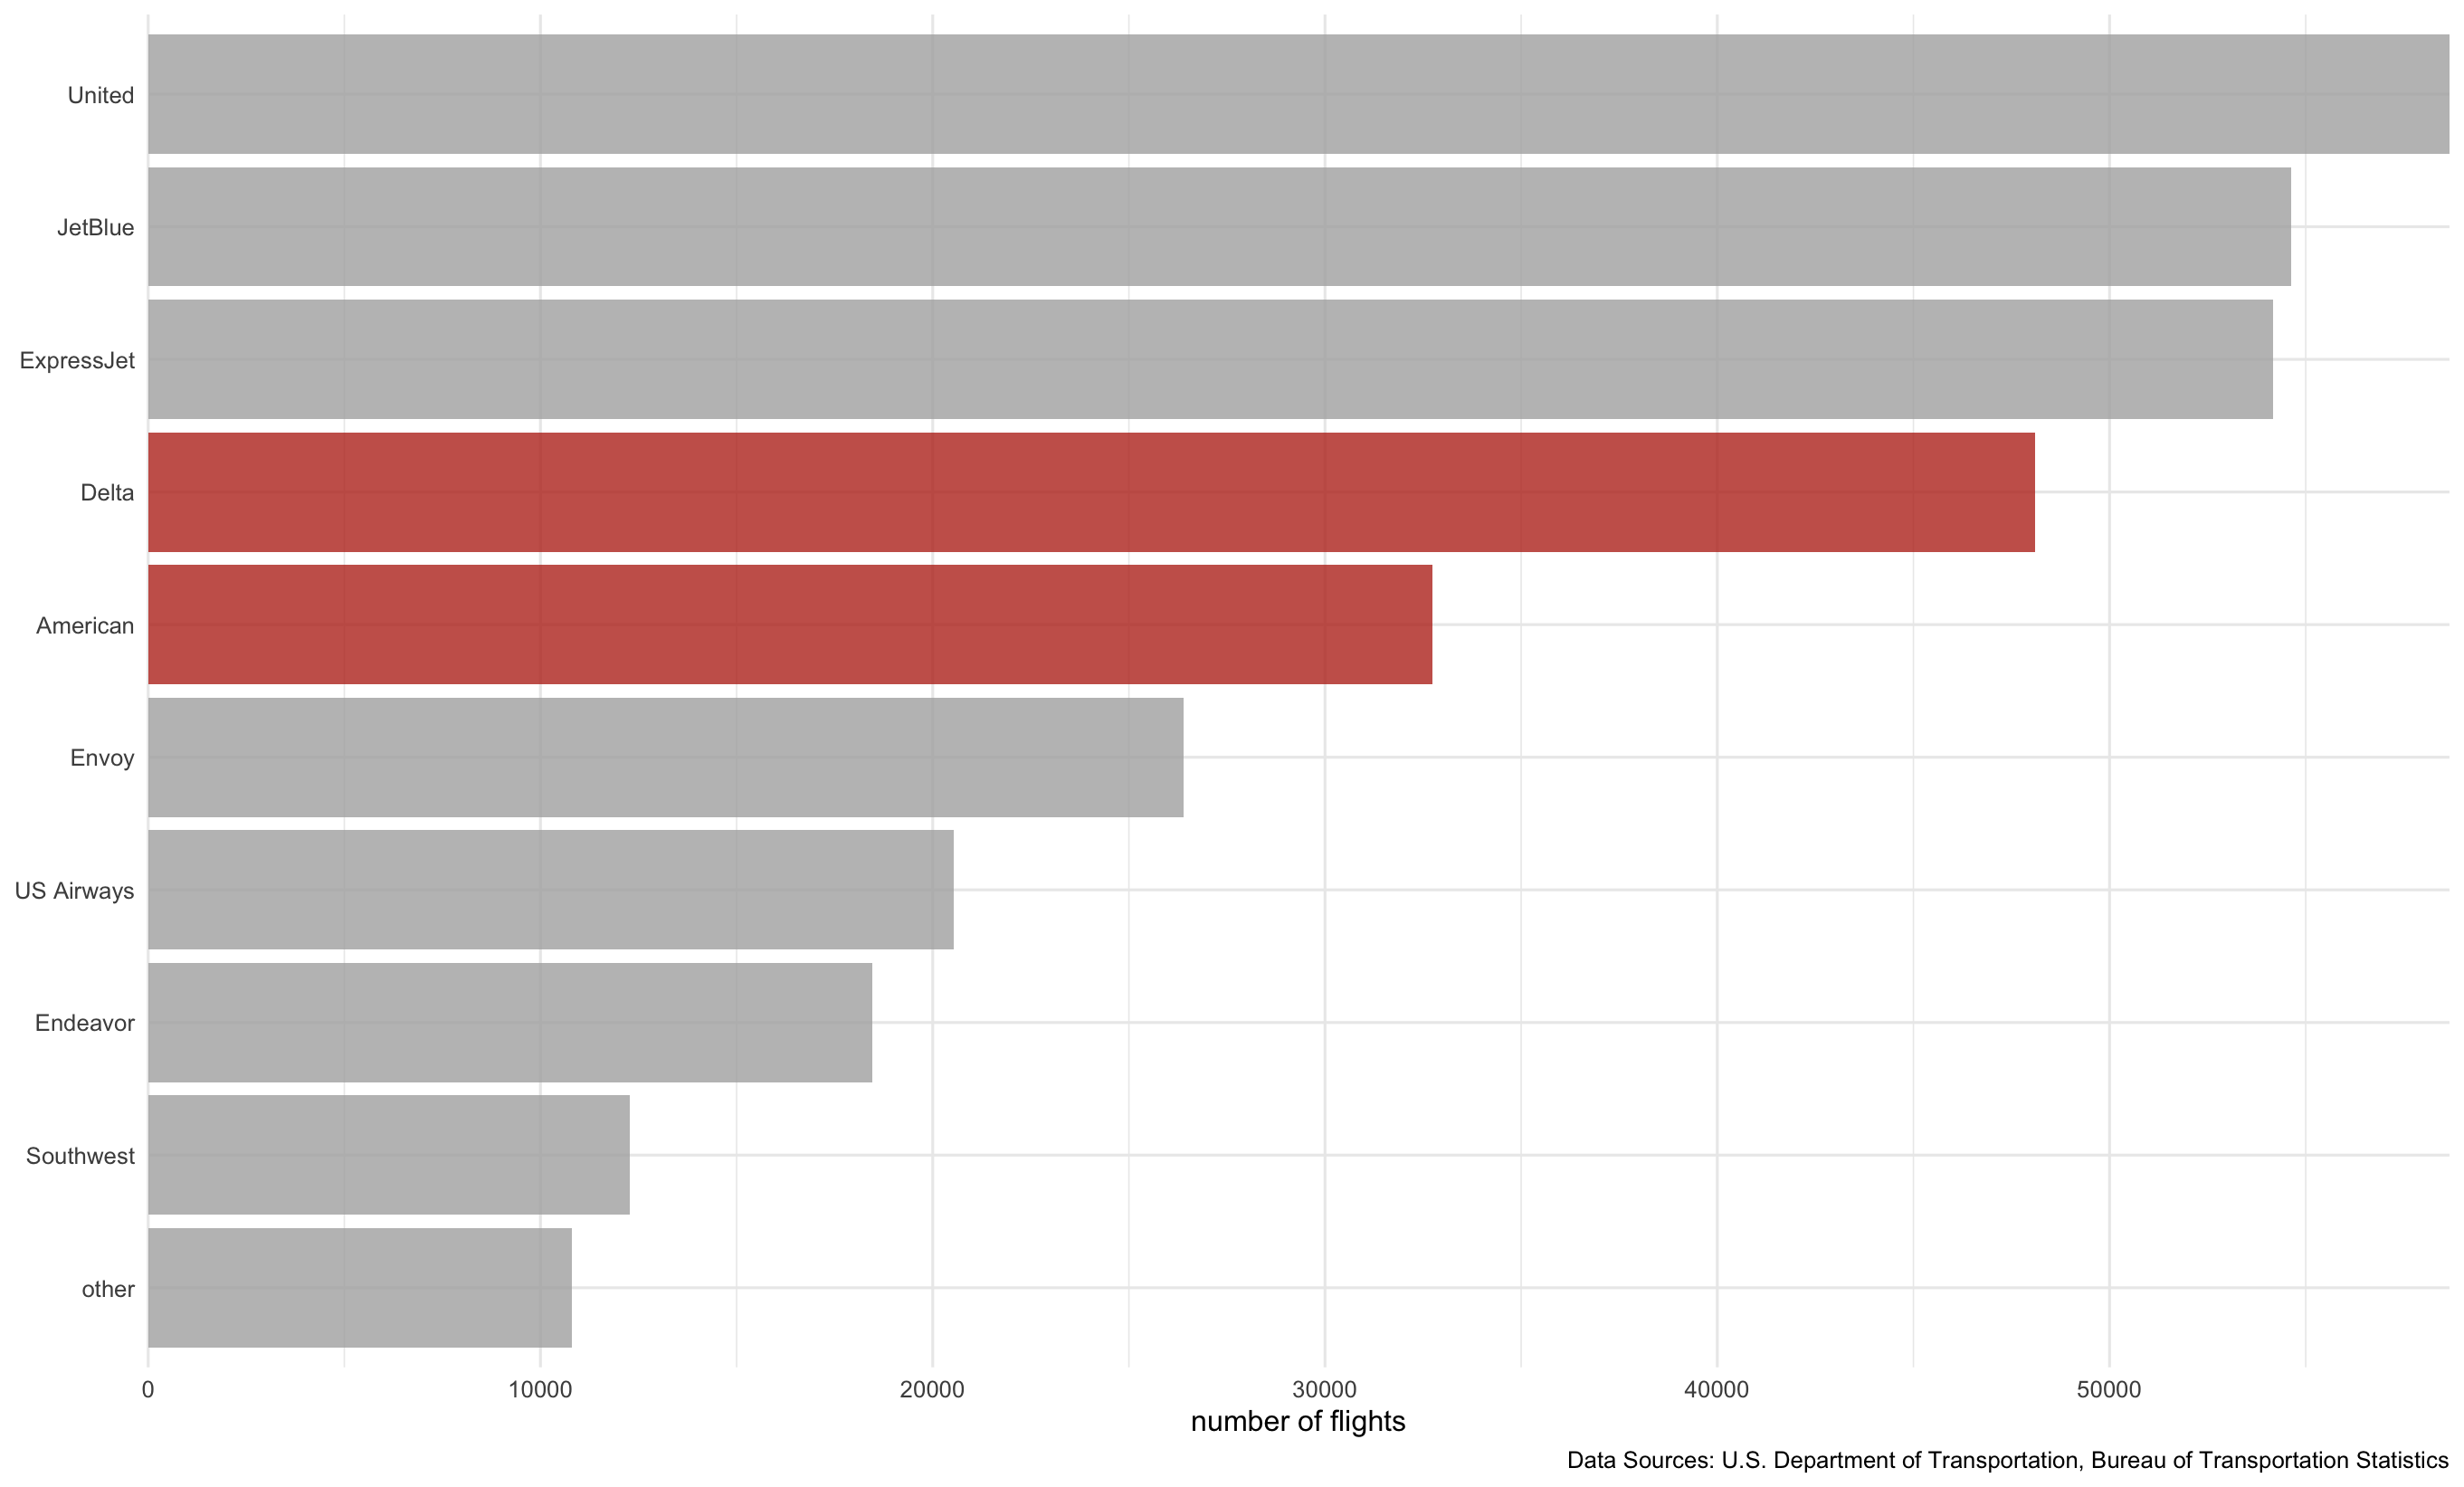 United
JetBlue
ExpressJet
Delta
American
Envoy
US Airways
Endeavor
Southwest
other
0 10000 20000 30000 40000 50000
number of flights
Data Sources: U.S. Department of Transportation, Bureau of Transportation Statistics